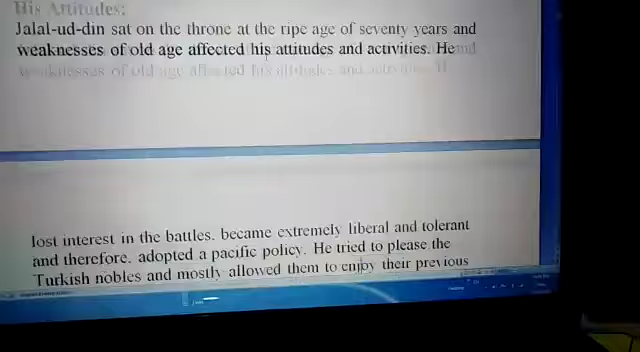 His Attitudes:
Jalal-ud-din sat on the throne at the ripe age of seventy years and
weaknesses of old age affected his attitudes and activities. He
lost interest in the battles. became extremely liberal and tolerant
and therefore. adopted a pacific policy. He tried to please the
Turkish nobles and mostly allowed them to enjoy their previous